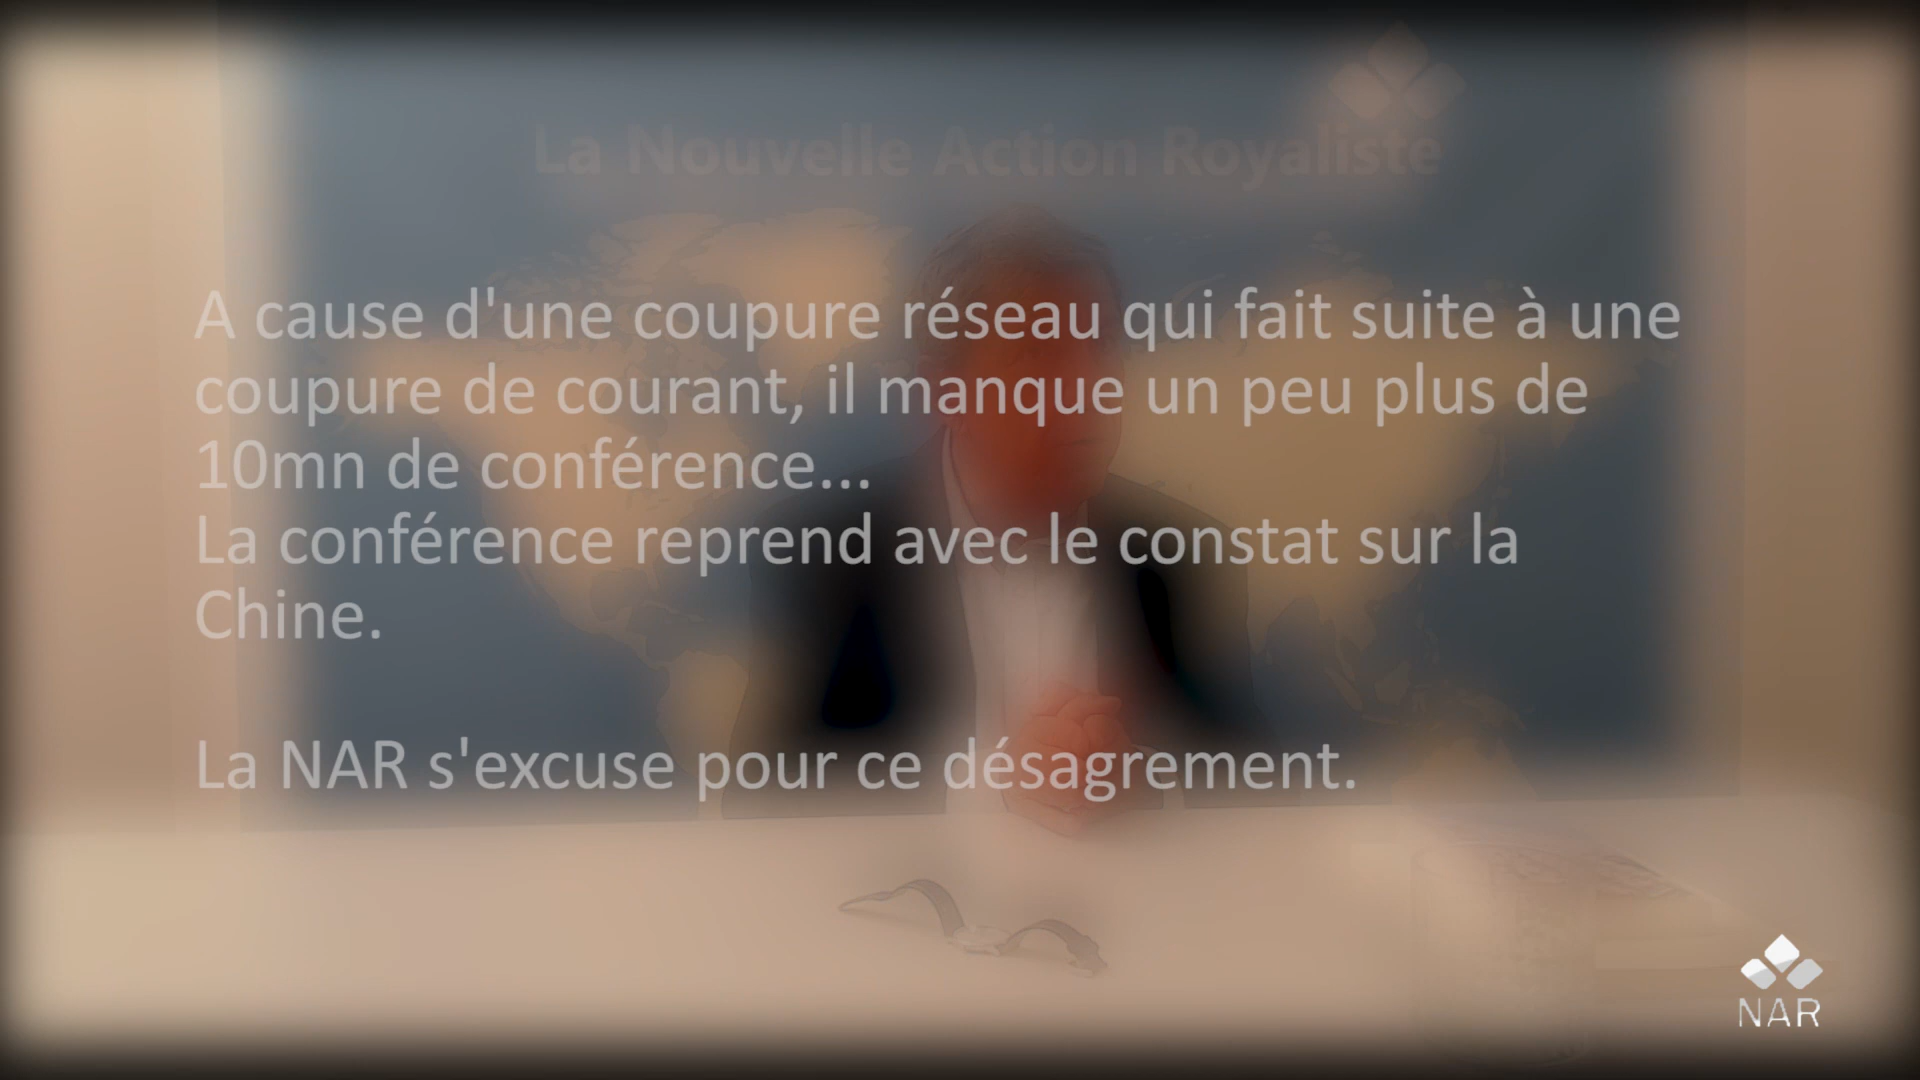 La Nouvelle Action Royaliste
A cause d'une coupure réseau qui fait suite à une
coupure de courant, il manque un peu plus de
10mn de conférence...
La conférence reprend avec le constat sur la
Chine.
La NAR s'excuse pour ce désagrement.
NAR